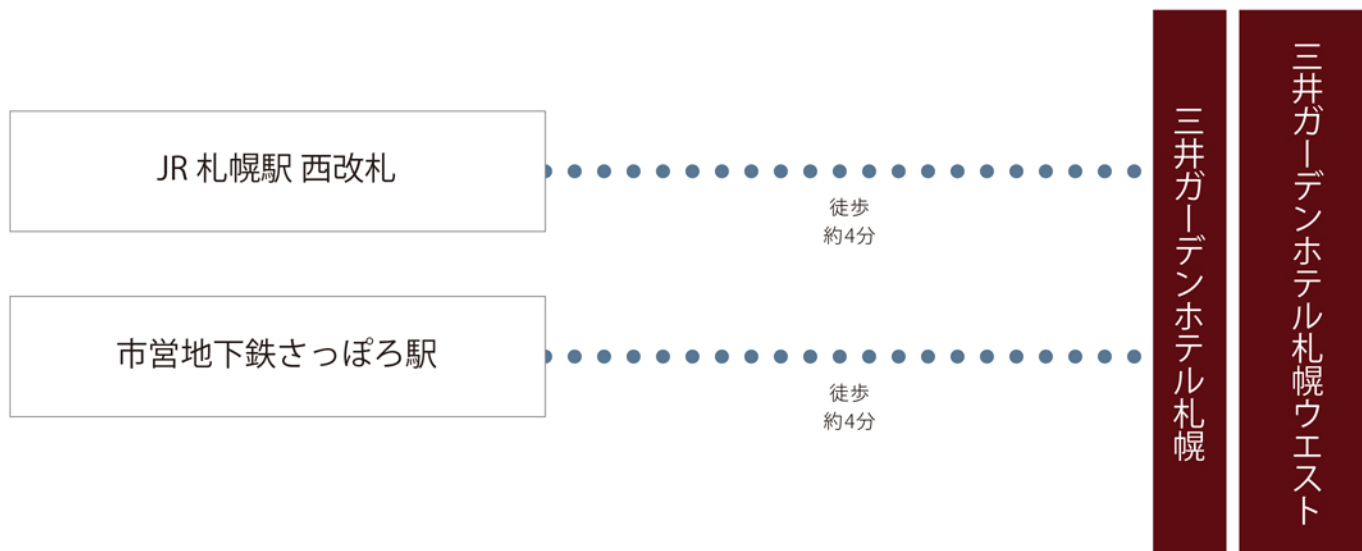 JR 札幌駅 西改札
徒歩
約4分
市営地下鉄さっぽろ駅
徒歩
約4分
三井ガーデンホテル札幌
三井ガーデンホテル札幌ウエスト